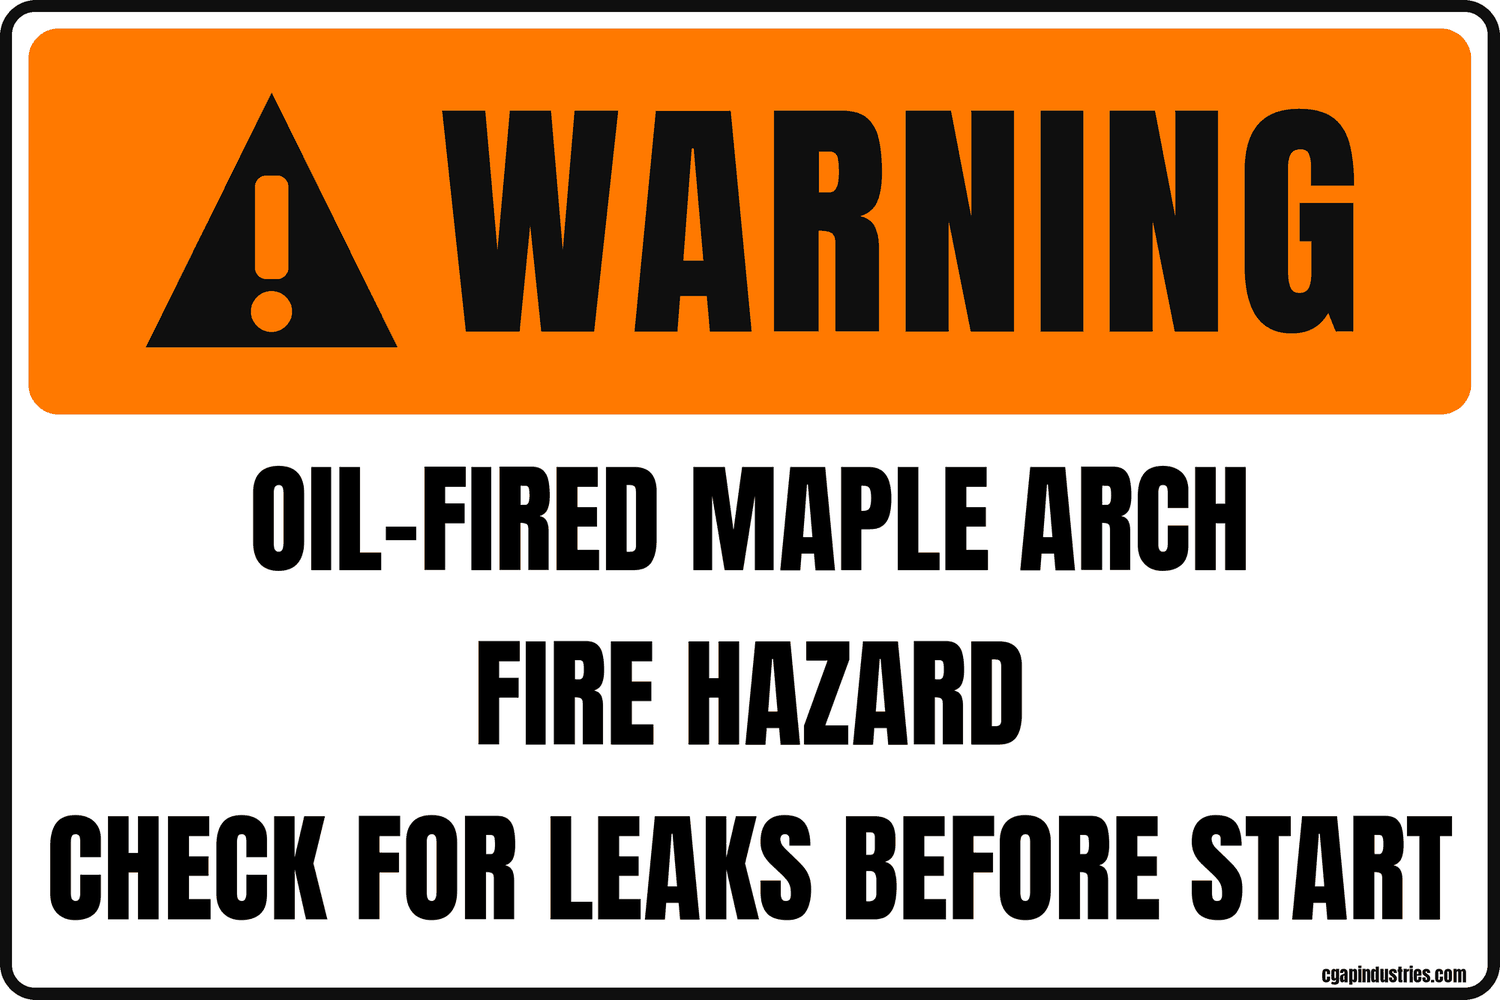 WARNING
OIL-FIRED MAPLE ARCH
FIRE HAZARD
CHECK FOR LEAKS BEFORE START
cgapindustries.com